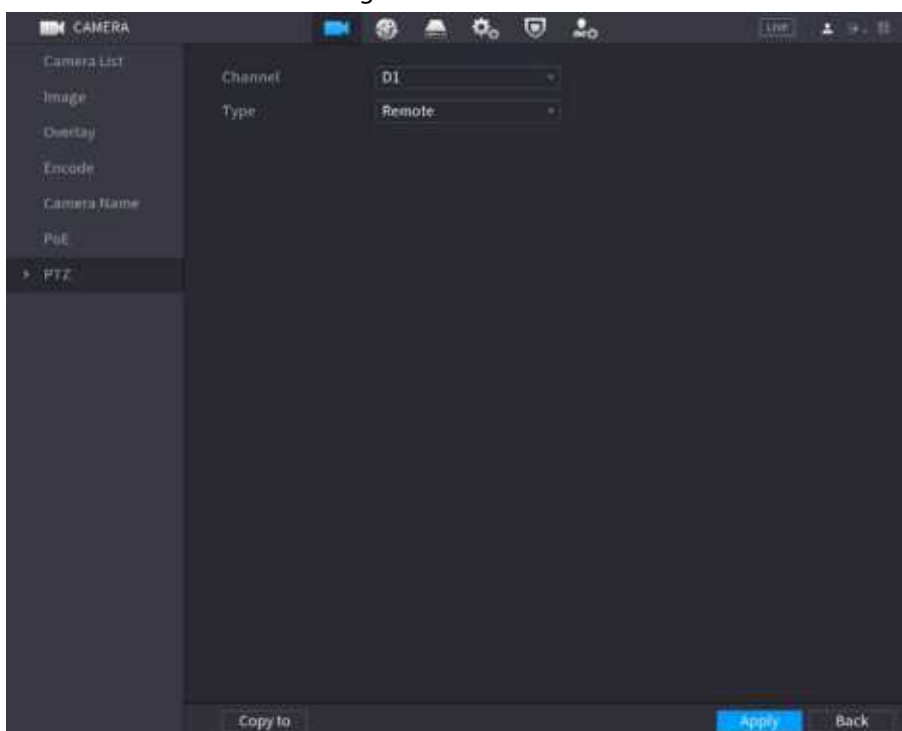 CAMERA
LIVE
Camera List
Image
Overlay
Encode
Camera Name
PoE
PTZ
Channel D1
Type Remote
Copy to Apply Back